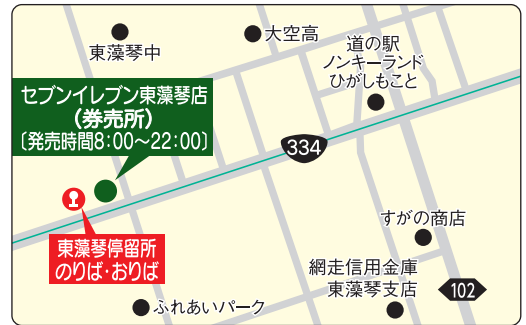 東藻琴中
大空高
道の駅
ノンキーランド
ひがしもこと
セブンイレブン東藻琴店
(券売所)
〔発売時間8:00～22:00〕
334
東藻琴停留所
のりば・おりば
すがの商店
網走信用金庫
東藻琴支店
102
ふれあいパーク